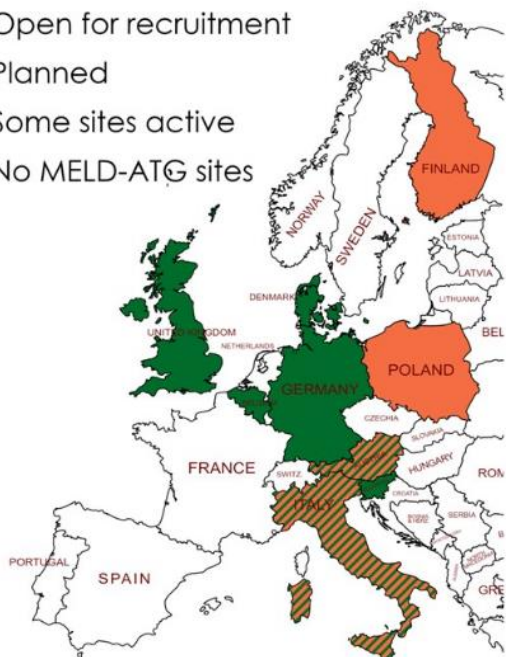 Open for recruitment
Planned
Some sites active
No MELD-ATG sites
FINLAND
NORWAY
SWEDEN
ESTONIA
LATVIA
LITHUANIA
DENMARK
UNITED KINGDOM
NETHERLANDS
BEL
POLAND
GERMANY
CZECHIA
SLOVAKIA
FRANCE
SWITZ.
HUNGARY
ROM
ITALY
CROATIA
SERBIA
PORTUGAL
SPAIN
GRE